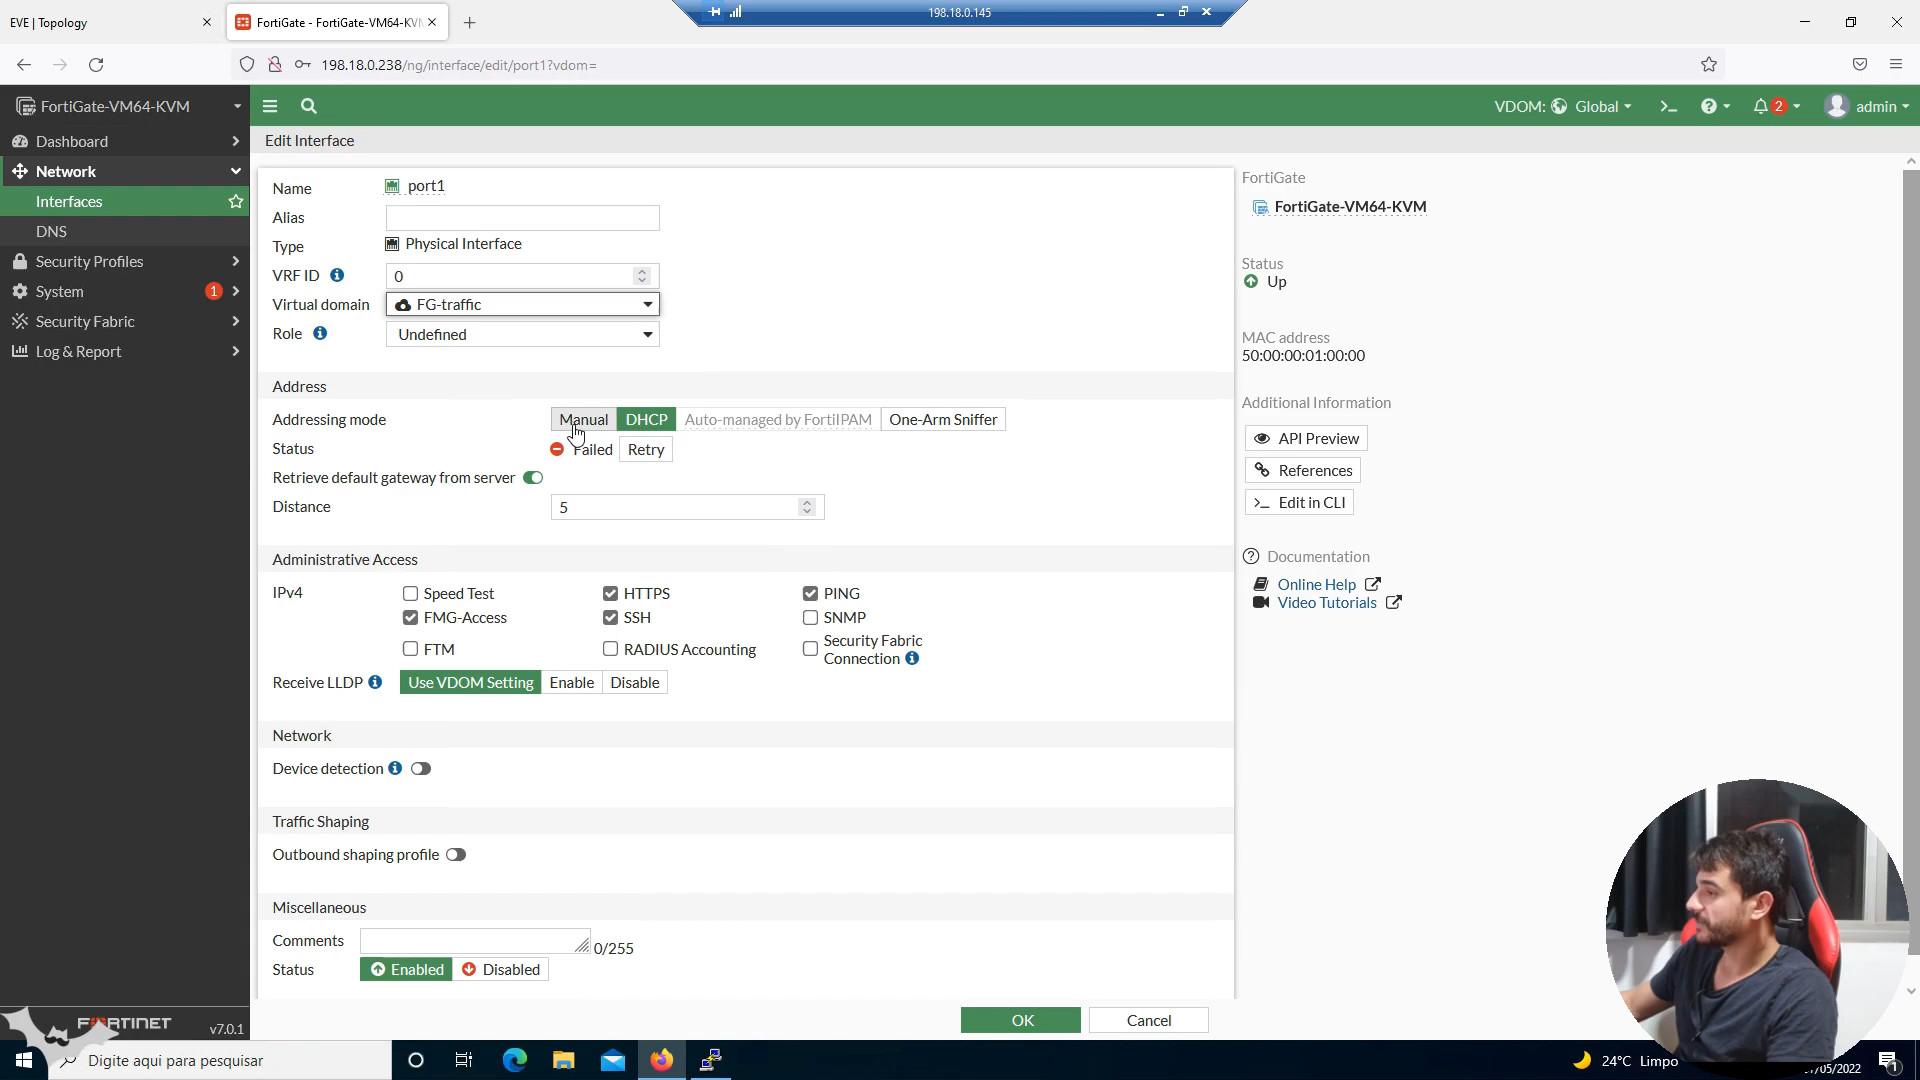 EVE | Topology
FortiGate - FortiGate-VM64-KVM
198.18.0.145
198.18.0.238/ng/interface/edit/port1?vdom=
FortiGate-VM64-KVM
VDOM: Global
2
admin
Dashboard
Network
Interfaces
DNS
Security Profiles
System
1
Security Fabric
Log & Report
FORTINET
v7.0.1
Edit Interface
Name
port1
Alias
Type
Physical Interface
VRF ID
0
Virtual domain
FG-traffic
Role
Undefined
Address
Addressing mode
Manual
DHCP
Auto-managed by FortiIPAM
One-Arm Sniffer
Status
Failed
Retry
Retrieve default gateway from server
Distance
5
Administrative Access
IPv4
Speed Test
HTTPS
PING
FMG-Access
SSH
SNMP
FTM
RADIUS Accounting
Security Fabric
Connection
Receive LLDP
Use VDOM Setting
Enable
Disable
Network
Device detection
Traffic Shaping
Outbound shaping profile
Miscellaneous
Comments
0/255
Status
Enabled
Disabled
OK
Cancel
FortiGate
FortiGate-VM64-KVM
Status
Up
MAC address
50:00:00:01:00:00
Additional Information
API Preview
References
Edit in CLI
Documentation
Online Help
Video Tutorials
Digite aqui para pesquisar
24°C Limpo
/05/2022
1